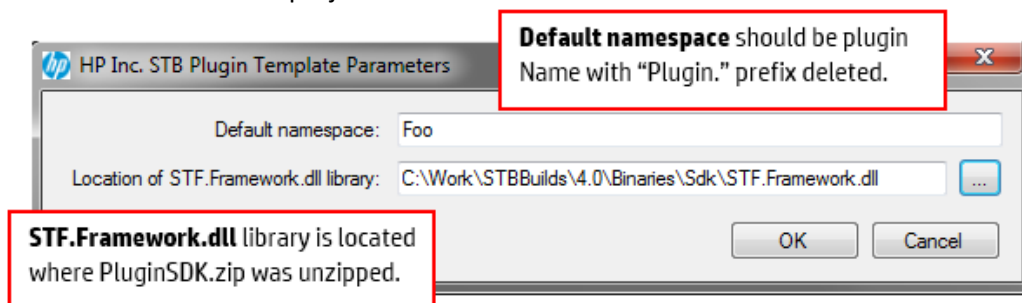 Default namespace should be plugin
Name with “Plugin.” prefix deleted.
hp HP Inc. STB Plugin Template Parameters
X
Default namespace: Foo
Location of STF.Framework.dll library: C:\Work\STBBuilds\4.0\Binaries\Sdk\STF.Framework.dll ...
STF.Framework.dll library is located
where PluginSDK.zip was unzipped.
OK Cancel